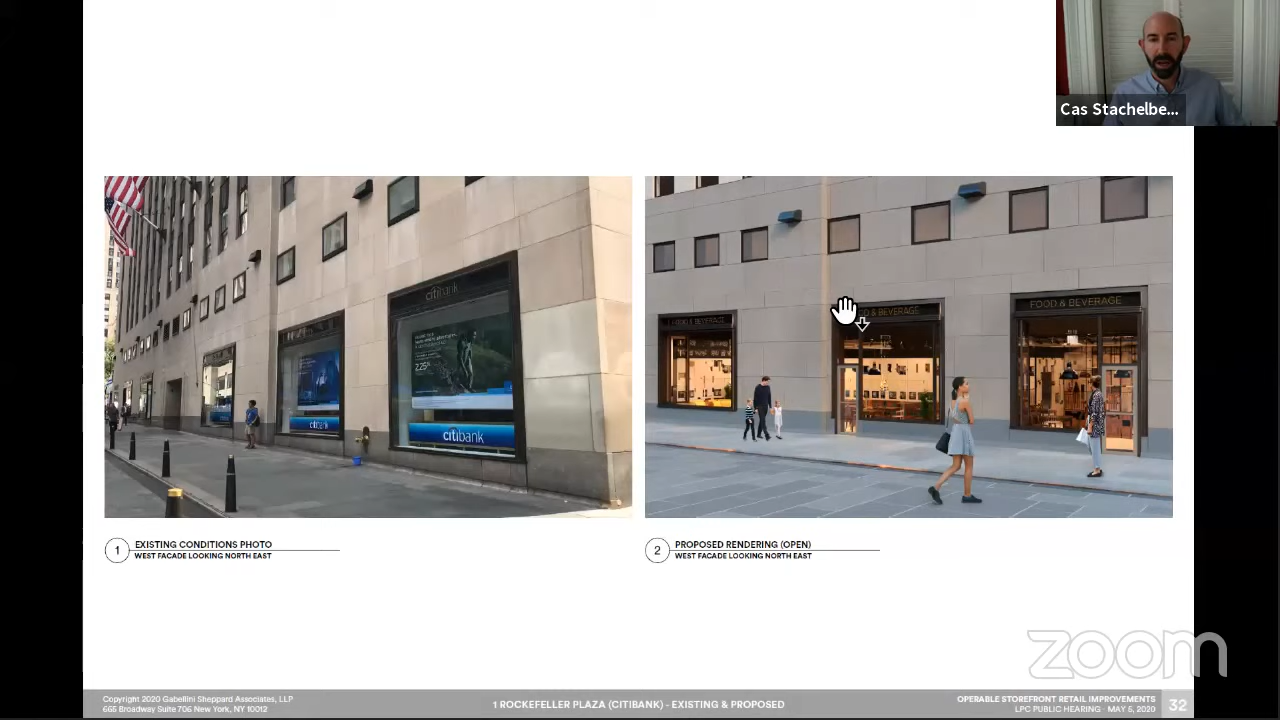 Cas Stachelbe...
citibank
2.25
citibank
citibank
FOOD & BEVERAGE
OD & BEVERAGE
FOOD & BEVERAGE
1
EXISTING CONDITIONS PHOTO
WEST FACADE LOOKING NORTH EAST
2
PROPOSED RENDERING (OPEN)
WEST FACADE LOOKING NORTH EAST
zoom
Copyright 2020 Gabellini Sheppard Associates, LLP
665 Broadway Suite 706 New York, NY 10012
1 ROCKEFELLER PLAZA (CITIBANK) - EXISTING & PROPOSED
OPERABLE STOREFRONT RETAIL IMPROVEMENTS
LPC PUBLIC HEARING - MAY 5, 2020
32